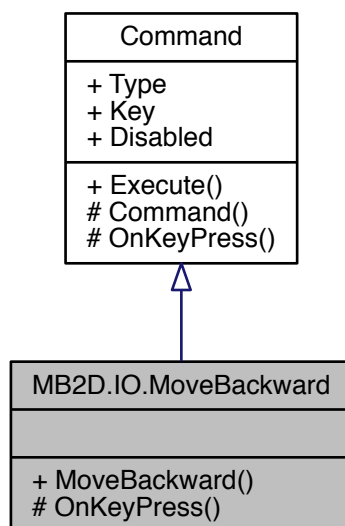 Command
+ Type
+ Key
+ Disabled
+ Execute()
# Command()
# OnKeyPress()
MB2D.IO.MoveBackward
+ MoveBackward()
# OnKeyPress()